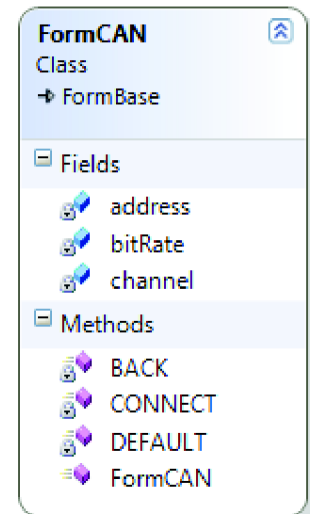 FormCAN
Class
FormBase
Fields
address
bitRate
channel
Methods
BACK
CONNECT
DEFAULT
FormCAN